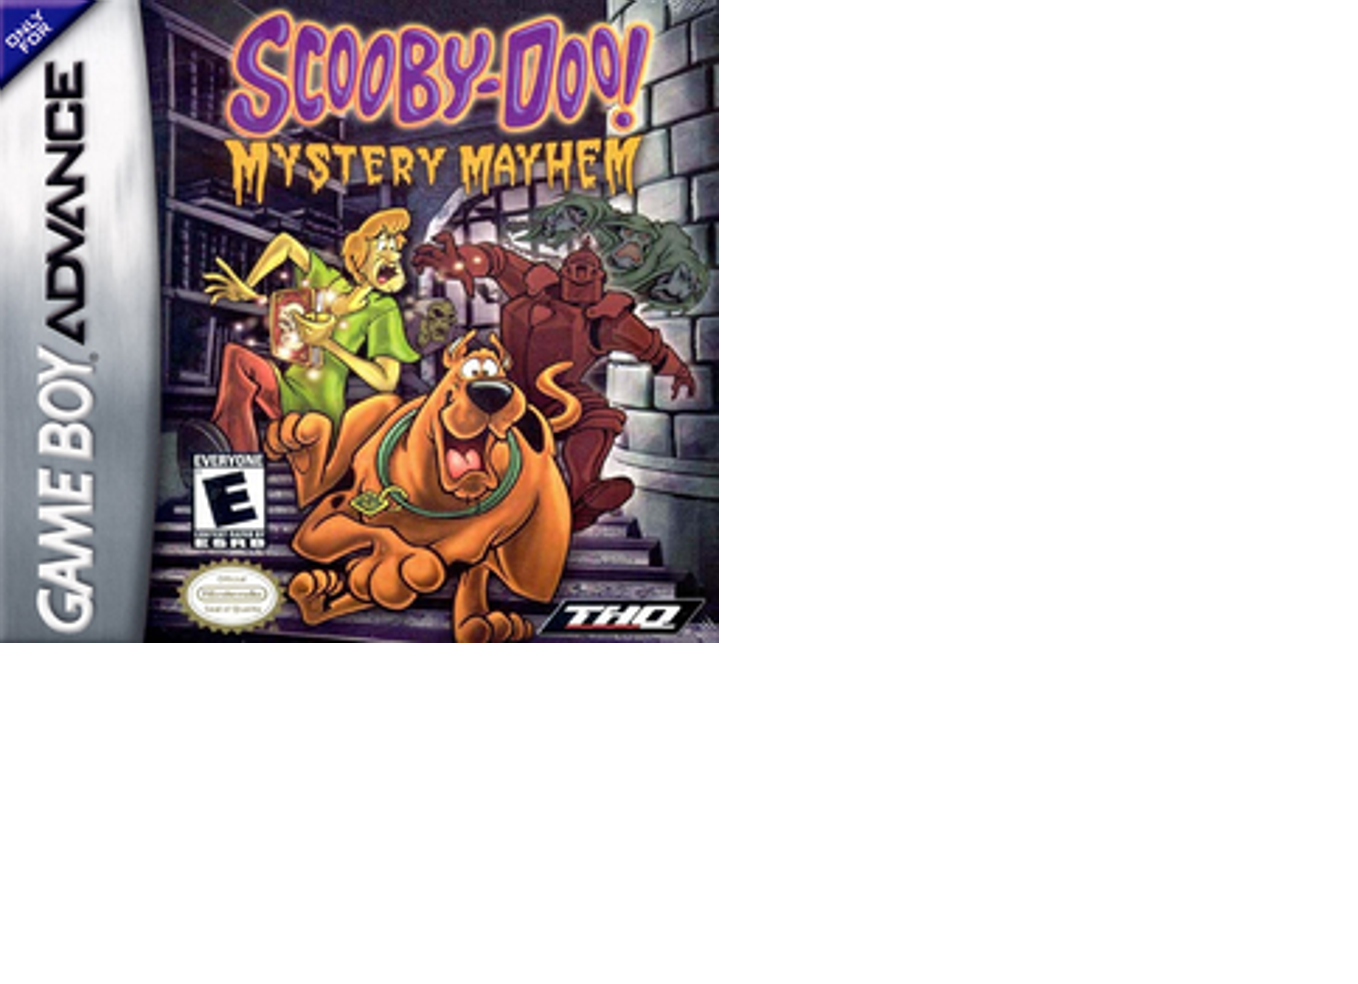 ONLY
FOR
GAME BOY ADVANCE
SCOOBY-DOO!
MYSTERY MAYHEM
EVERYONE
E
CONTENT RATED BY
ESRB
Official
Nintendo
Seal of Quality
THQ